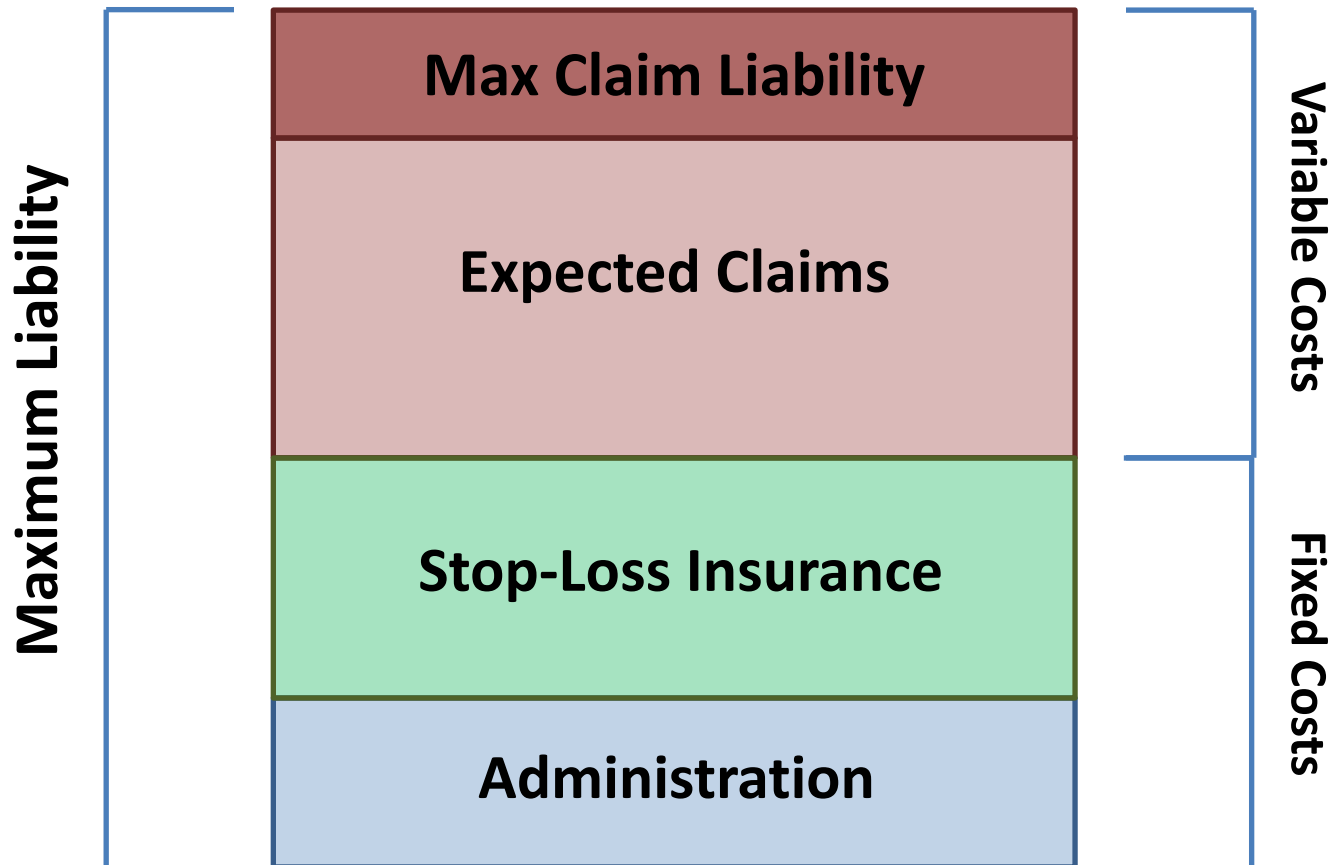 Maximum Liability
Max Claim Liability
Expected Claims
Stop-Loss Insurance
Administration
Variable Costs
Fixed Costs